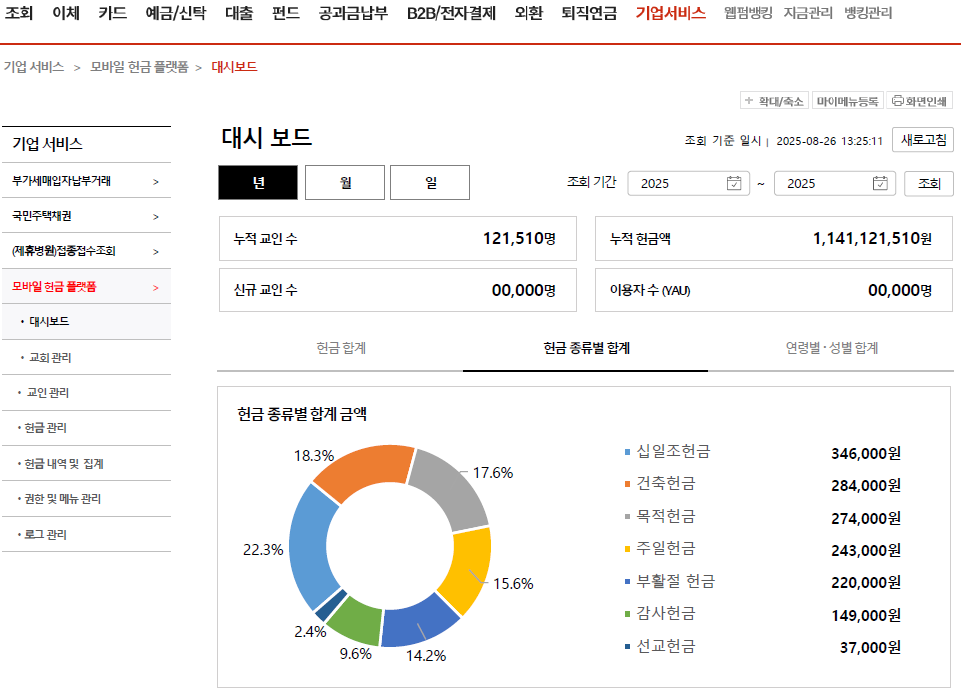 조회 이체 카드 예금/신탁 대출 펀드 공과금납부 B2B/전자결제 외환 퇴직연금 기업서비스 웹펌뱅킹 자금관리 뱅킹관리
기업 서비스 > 모바일 헌금 플랫폼 > 대시보드
+ 확대/축소 마이메뉴등록 화면인쇄
기업 서비스
부가세매입자납부거래 >
국민주택채권 >
(제휴병원)접종접수조회 >
모바일 헌금 플랫폼 >
• 대시보드
• 교회 관리
• 교인 관리
• 헌금 관리
• 헌금 내역 및 집계
• 권한 및 메뉴 관리
• 로그 관리
대시 보드
조회 기준 일시 | 2025-08-26 13:25:11 새로고침
년 월 일
조회 기간 2025 ~ 2025 조회
누적 교인 수 121,510명
누적 헌금액 1,141,121,510원
신규 교인 수 00,000명
이용자 수 (YAU) 00,000명
헌금 합계 헌금 종류별 합계 연령별·성별 합계
헌금 종류별 합계 금액
18.3%
17.6%
22.3%
15.6%
2.4%
9.6%
14.2%
십일조헌금 346,000원
건축헌금 284,000원
목적헌금 274,000원
주일헌금 243,000원
부활절 헌금 220,000원
감사헌금 149,000원
선교헌금 37,000원